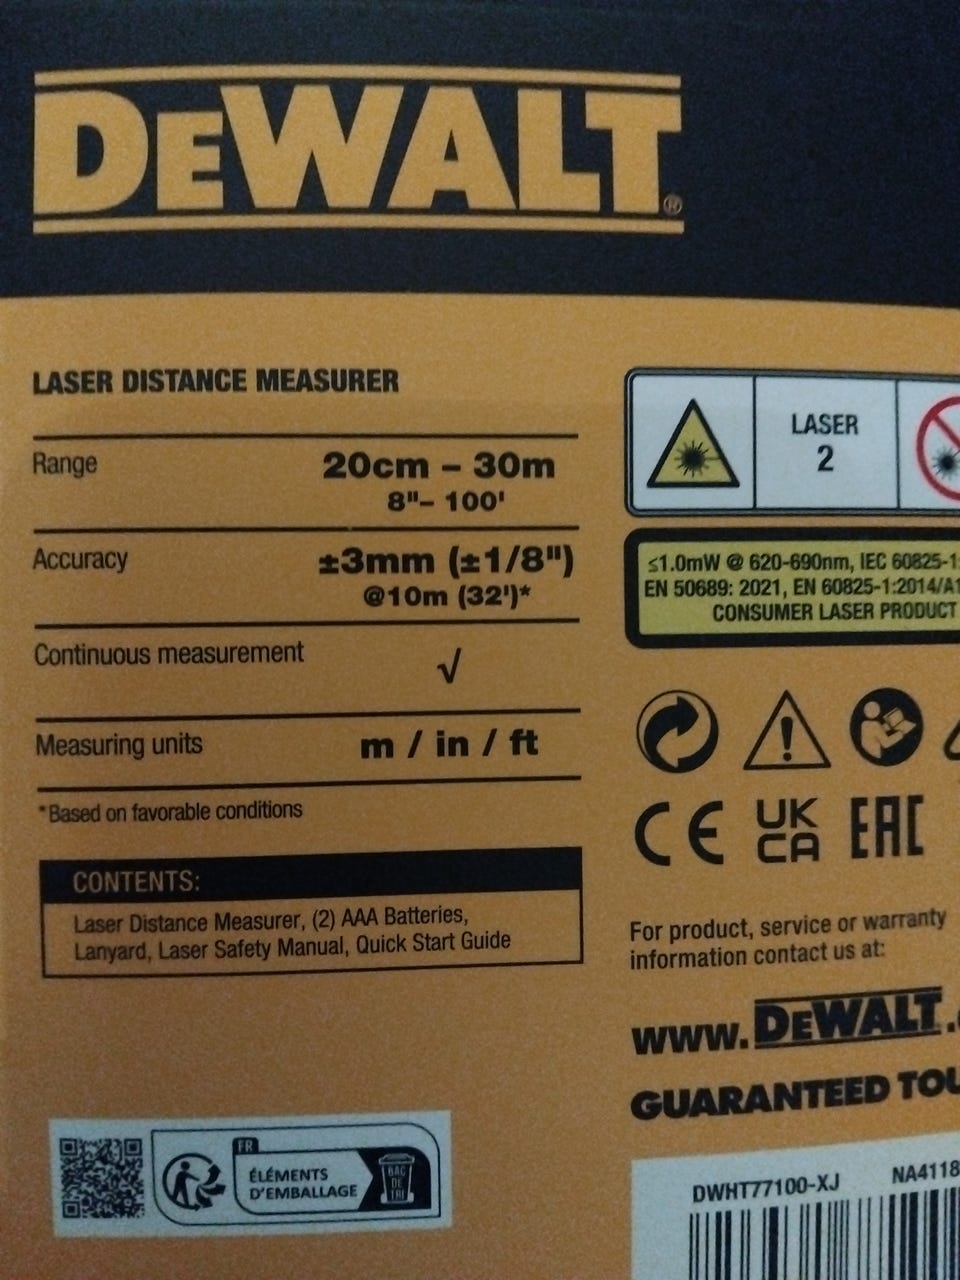 DEWALT®
LASER DISTANCE MEASURER
Range 20cm – 30m
8"– 100'
Accuracy ±3mm (±1/8")
@10m (32')*
Continuous measurement √
Measuring units m / in / ft
*Based on favorable conditions
CONTENTS:
Laser Distance Measurer, (2) AAA Batteries,
Lanyard, Laser Safety Manual, Quick Start Guide
FR
ÉLÉMENTS
D'EMBALLAGE
BAC
DE
TRI
LASER
2
≤1.0mW @ 620-690nm, IEC 60825-1:
EN 50689: 2021, EN 60825-1:2014/A1
CONSUMER LASER PRODUCT
CE UK
CA EAC
For product, service or warranty
information contact us at:
www.DEWALT.
GUARANTEED
DWHT77100-XJ NA4118